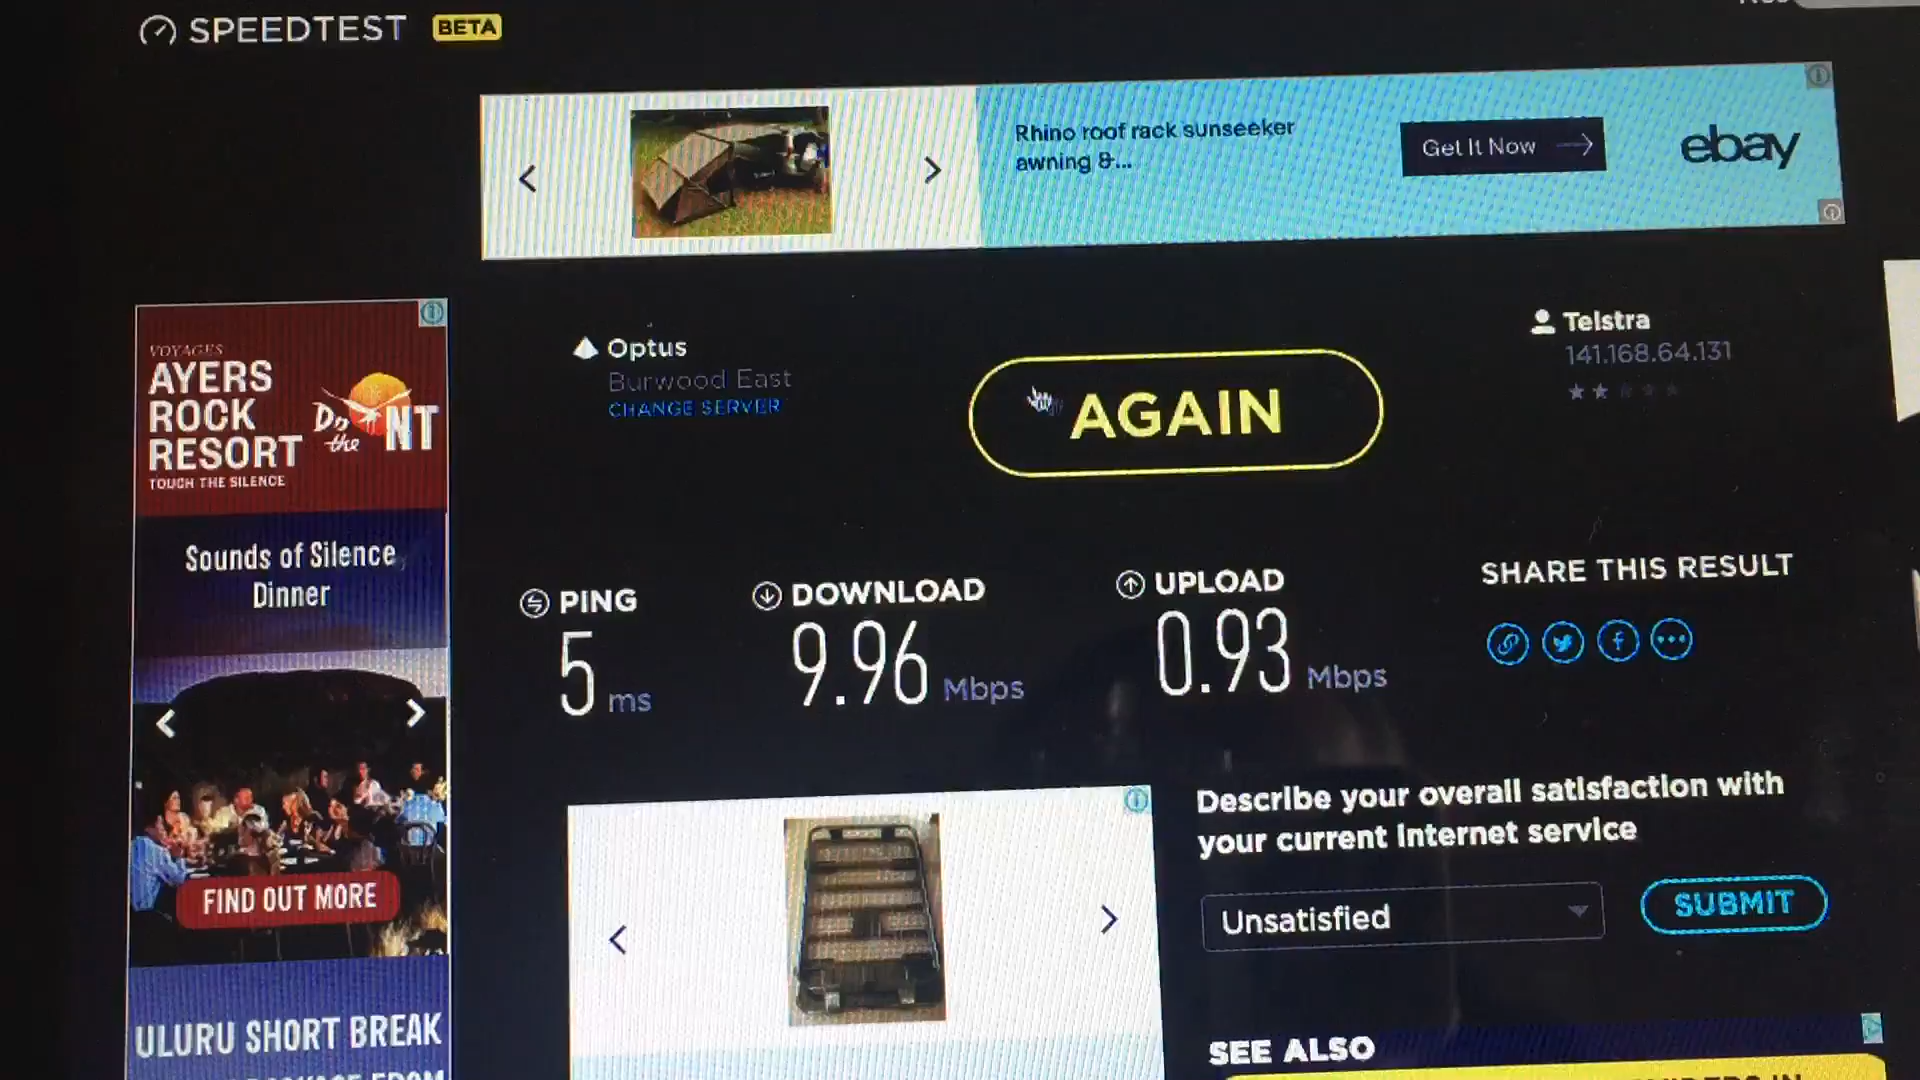 SPEEDTEST BETA
Rhino roof rack sunseeker
awning &...
Get It Now
ebay
VOYAGES
AYERS
ROCK
RESORT
TOUCH THE SILENCE
Do
the NT
Sounds of Silence
Dinner
FIND OUT MORE
ULURU SHORT BREAK
Optus
Burwood East
CHANGE SERVER
AGAIN
Telstra
141.168.64.131
PING
5 ms
DOWNLOAD
9.96 Mbps
UPLOAD
0.93 Mbps
SHARE THIS RESULT
Describe your overall satisfaction with
your current Internet service
Unsatisfied
SUBMIT
SEE ALSO